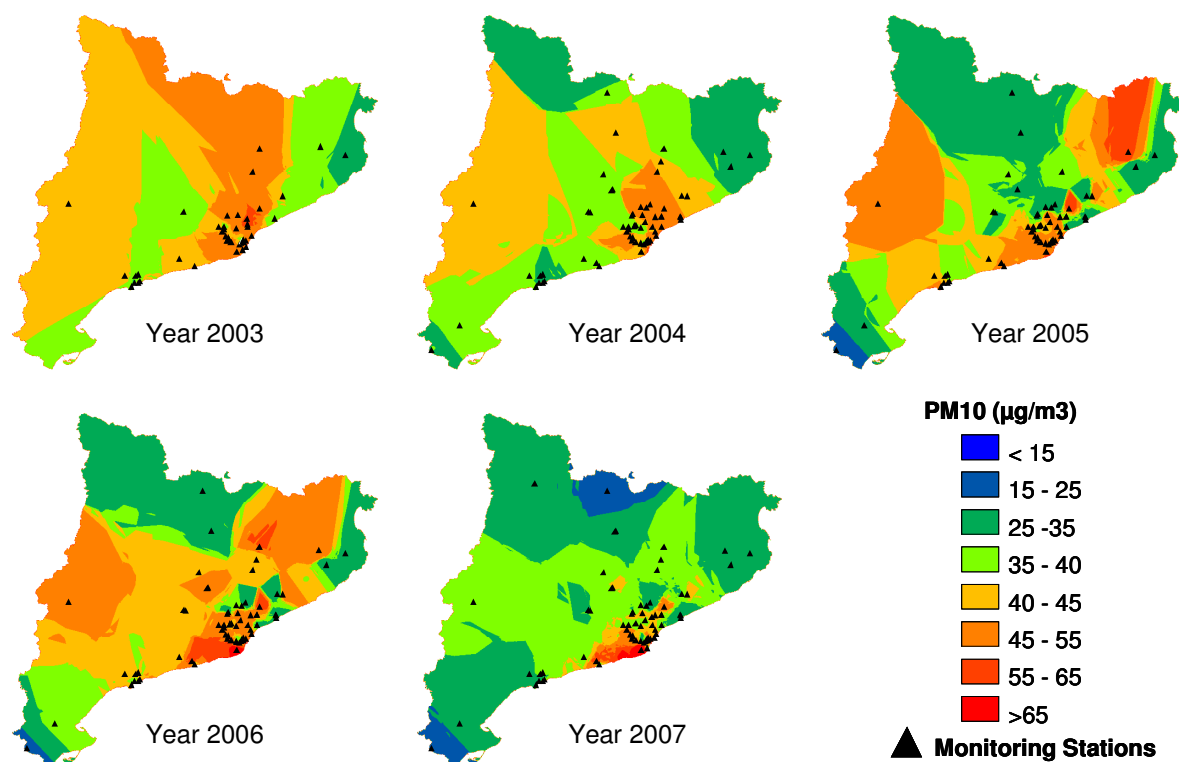 Year 2003
Year 2004
Year 2005
Year 2006
Year 2007
PM10 (µg/m3)
< 15
15 - 25
25 -35
35 - 40
40 - 45
45 - 55
55 - 65
>65
Monitoring Stations